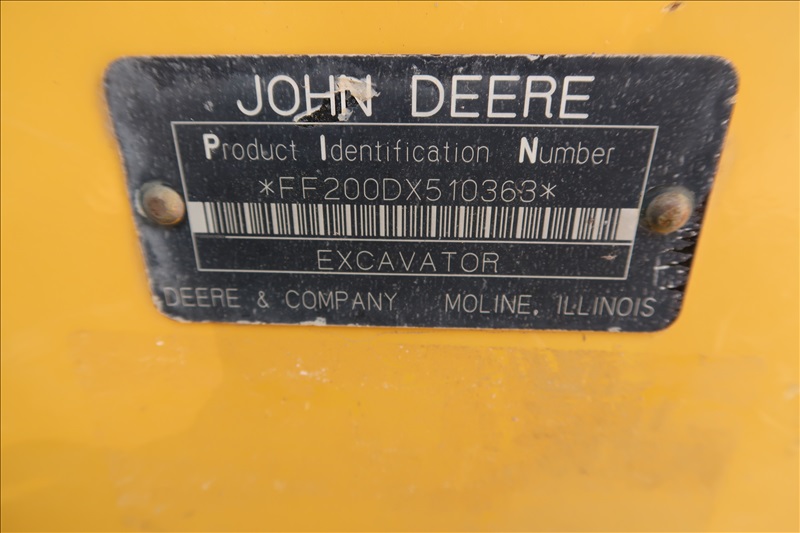 JOHN DEERE
Product Identification Number
*FF200DX510363*
EXCAVATOR
DEERE & COMPANY MOLINE, ILLINOIS